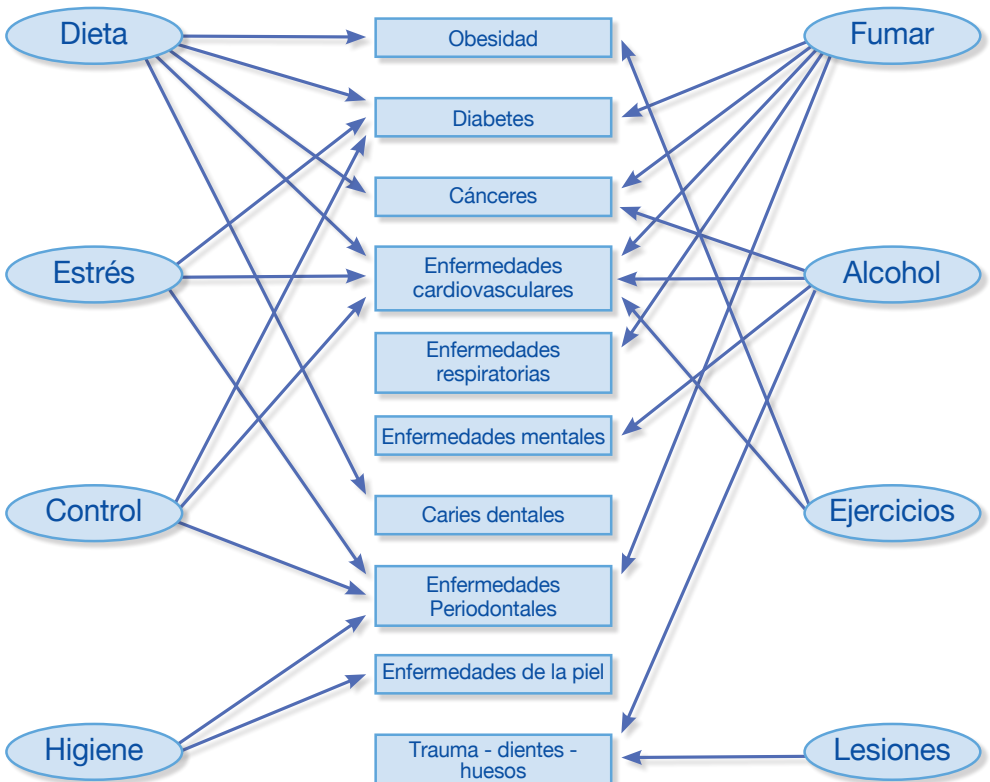 Dieta
Obesidad
Fumar
Diabetes
Cánceres
Estrés
Enfermedades
cardiovasculares
Alcohol
Enfermedades
respiratorias
Enfermedades mentales
Control
Caries dentales
Ejercicios
Enfermedades
Periodontales
Enfermedades de la piel
Higiene
Trauma - dientes -
huesos
Lesiones